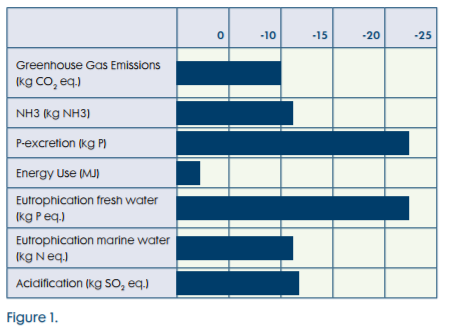 0 -10 -15 -20 -25
Greenhouse Gas Emissions
(kg CO₂ eq.)
NH3 (kg NH3)
P-excretion (kg P)
Energy Use (MJ)
Eutrophication fresh water
(kg P eq.)
Eutrophication marine water
(kg N eq.)
Acidification (kg SO₂ eq.)
Figure 1.